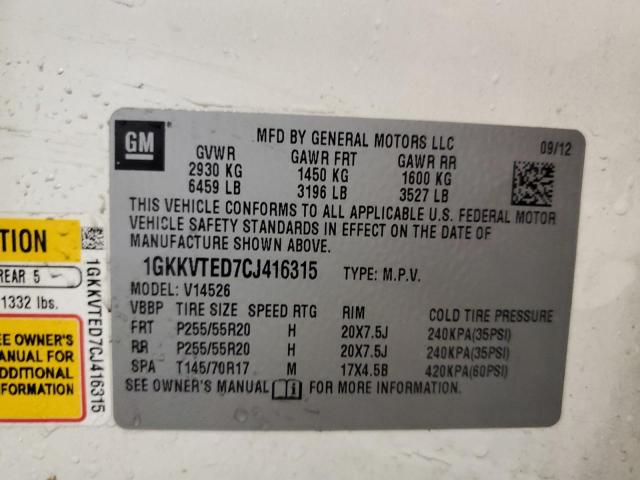 GM
MFD BY GENERAL MOTORS LLC
09/12
GVWR GAWR FRT GAWR RR
2930 KG 1450 KG 1600 KG
6459 LB 3196 LB 3527 LB
THIS VEHICLE CONFORMS TO ALL APPLICABLE U.S. FEDERAL MOTOR
VEHICLE SAFETY STANDARDS IN EFFECT ON THE DATE OF
MANUFACTURE SHOWN ABOVE.
1GKKVTED7CJ416315 TYPE: M.P.V.
MODEL: V14526
VBBP TIRE SIZE SPEED RTG RIM COLD TIRE PRESSURE
FRT P255/55R20 H 20X7.5J 240KPA(35PSI)
RR P255/55R20 H 20X7.5J 240KPA(35PSI)
SPA T145/70R17 M 17X4.5B 420KPA(60PSI)
SEE OWNER'S MANUAL FOR MORE INFORMATION.
TION
REAR 5
1332 lbs.
EE OWNER'S
ANUAL FOR
DDITIONAL
FORMATION
1GKKVTED7CJ416315